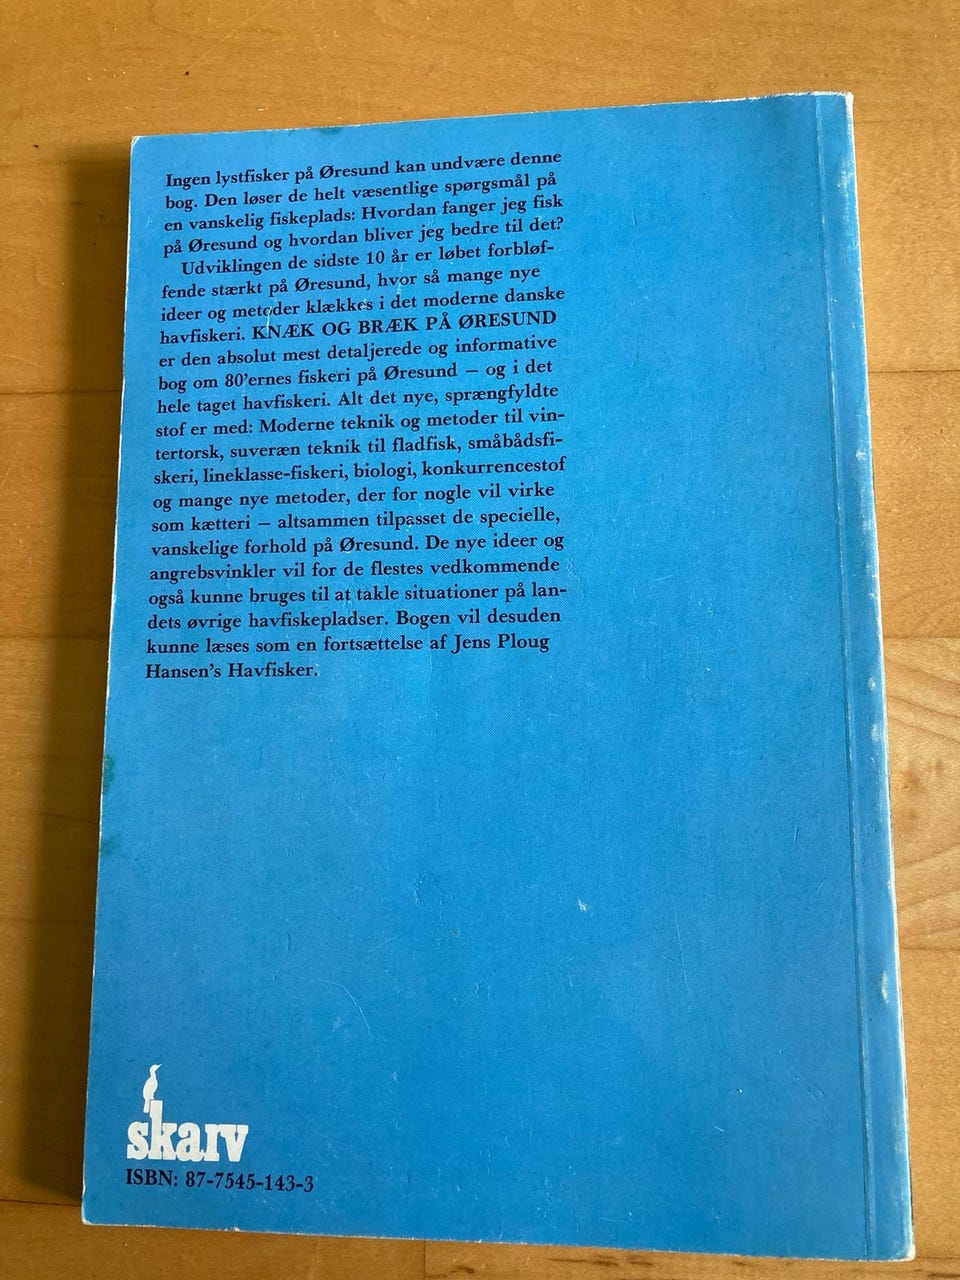 Ingen lystfisker på Øresund kan undvære denne
bog. Den løser de helt væsentlige spørgsmål på
en vanskelig fiskeplads: Hvordan fanger jeg fisk
på Øresund og hvordan bliver jeg bedre til det?
Udviklingen de sidste 10 år er løbet forbløf-
fende stærkt på Øresund, hvor så mange nye
ideer og metoder klækkes i det moderne danske
havfiskeri. KNÆK OG BRÆK PÅ ØRESUND
er den absolut mest detaljerede og informative
bog om 80'ernes fiskeri på Øresund – og i det
hele taget havfiskeri. Alt det nye, sprængfyldte
stof er med: Moderne teknik og metoder til vin-
tertorsk, suveræn teknik til fladfisk, småbådsfi-
skeri, lineklasse-fiskeri, biologi, konkurrencestof
og mange nye metoder, der for nogle vil virke
som kætteri – altsammen tilpasset de specielle,
vanskelige forhold på Øresund. De nye ideer og
angrebsvinkler vil for de flestes vedkommende
også kunne bruges til at takle situationer på lan-
dets øvrige havfiskepladser. Bogen vil desuden
kunne læses som en fortsættelse af Jens Ploug
Hansen's Havfisker.
skarv
ISBN: 87-7545-143-3